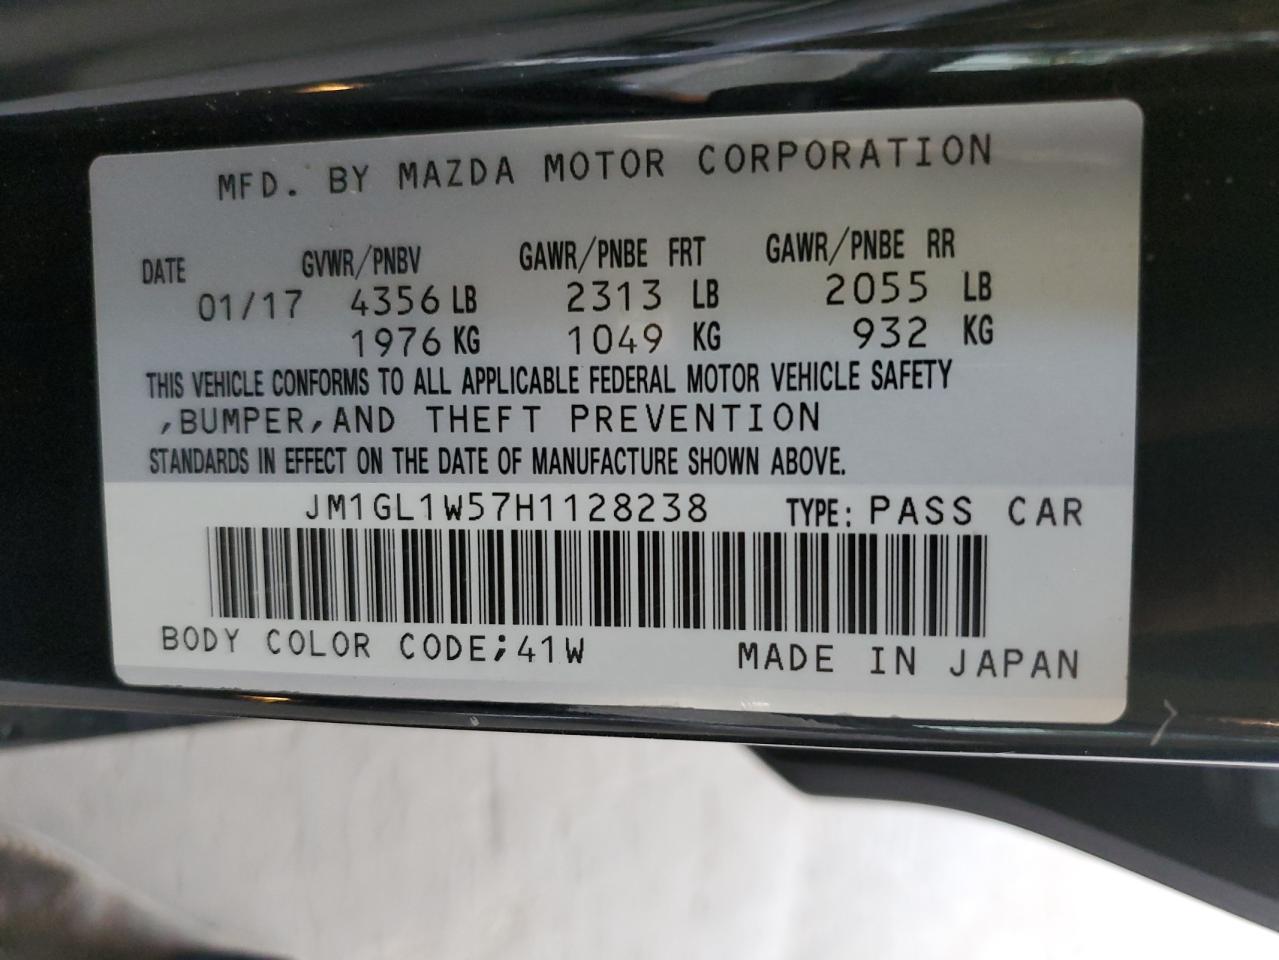 MFD. BY MAZDA MOTOR CORPORATION
DATE GVWR/PNBV GAWR/PNBE FRT GAWR/PNBE RR
01/17 4356 LB 2313 LB 2055 LB
1976 KG 1049 KG 932 KG
THIS VEHICLE CONFORMS TO ALL APPLICABLE FEDERAL MOTOR VEHICLE SAFETY
,BUMPER,AND THEFT PREVENTION
STANDARDS IN EFFECT ON THE DATE OF MANUFACTURE SHOWN ABOVE.
JM1GL1W57H1128238 TYPE: PASS CAR
BODY COLOR CODE;41W MADE IN JAPAN